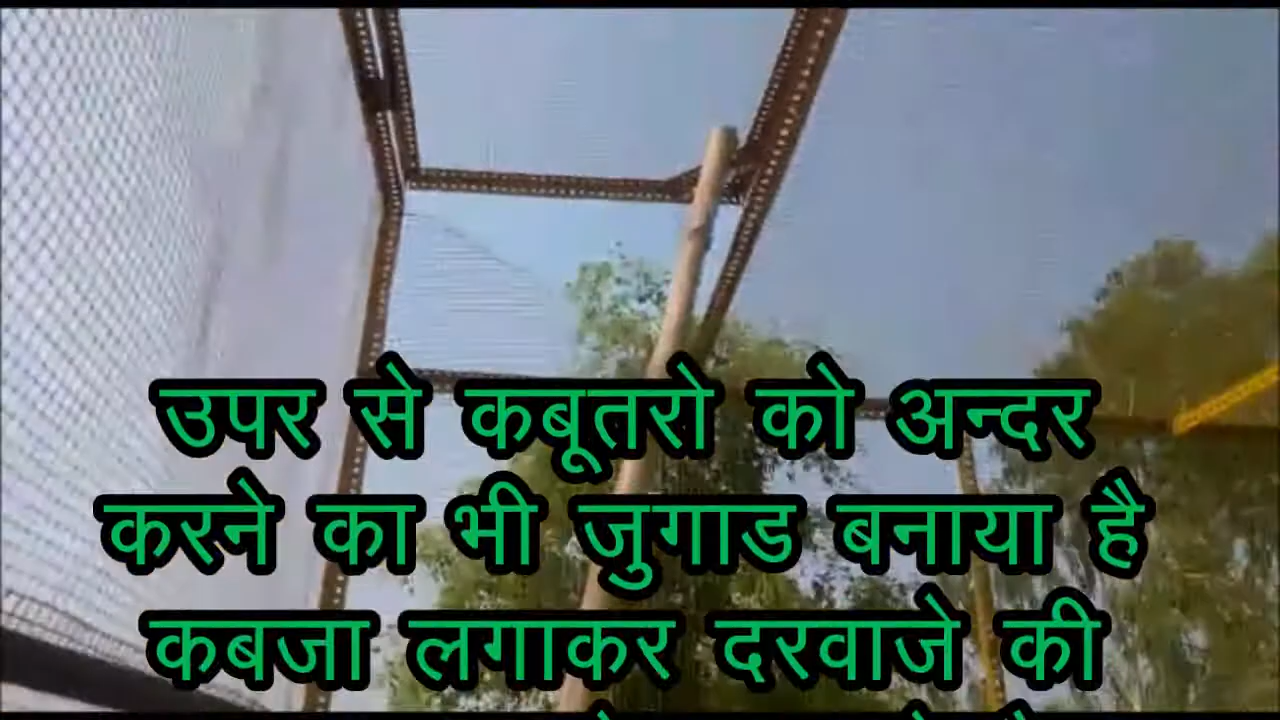 उपर से कबूतरो को अन्दर
करने का भी जुगाड बनाया है
कबजा लगाकर दरवाजे की